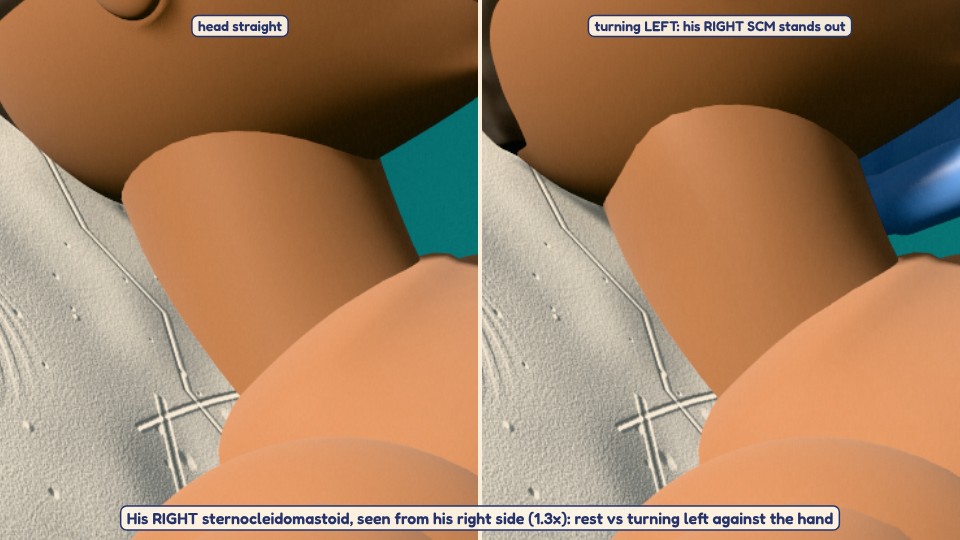 head straight
turning LEFT: his RIGHT SCM stands out
His RIGHT sternocleidomastoid, seen from his right side (1.3x): rest vs turning left against the hand